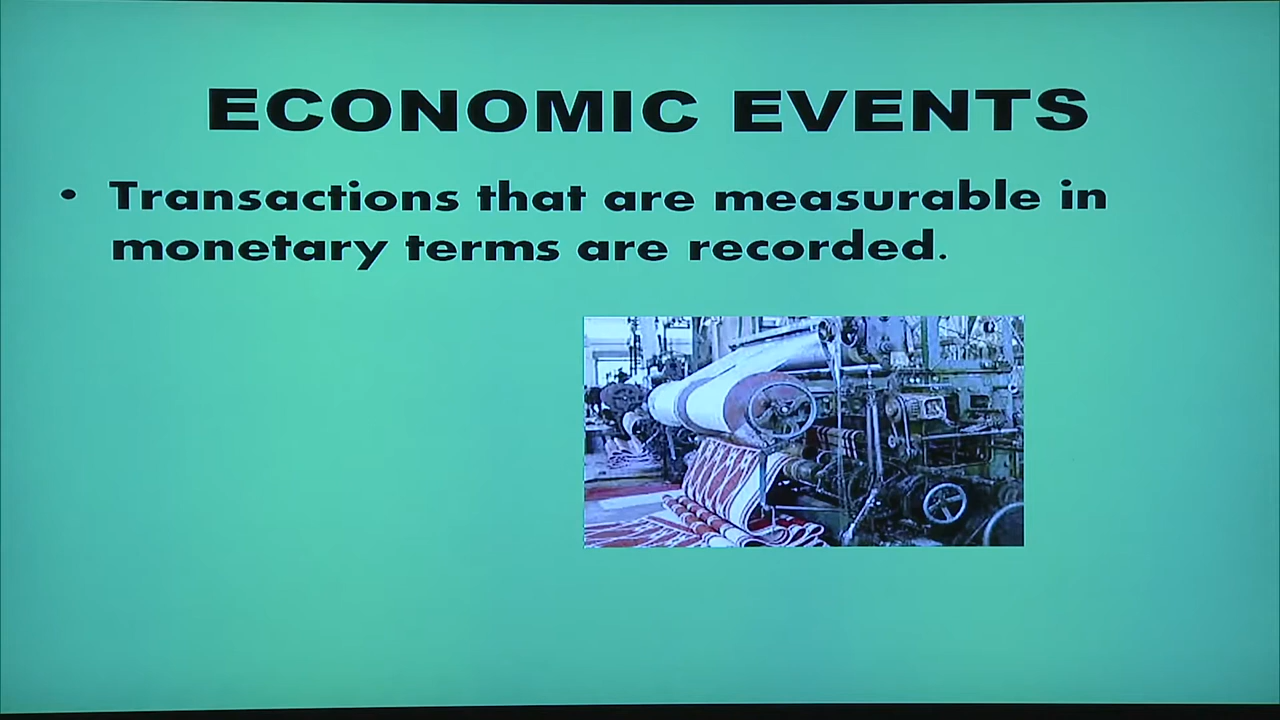 ECONOMIC EVENTS
• Transactions that are measurable in
monetary terms are recorded.